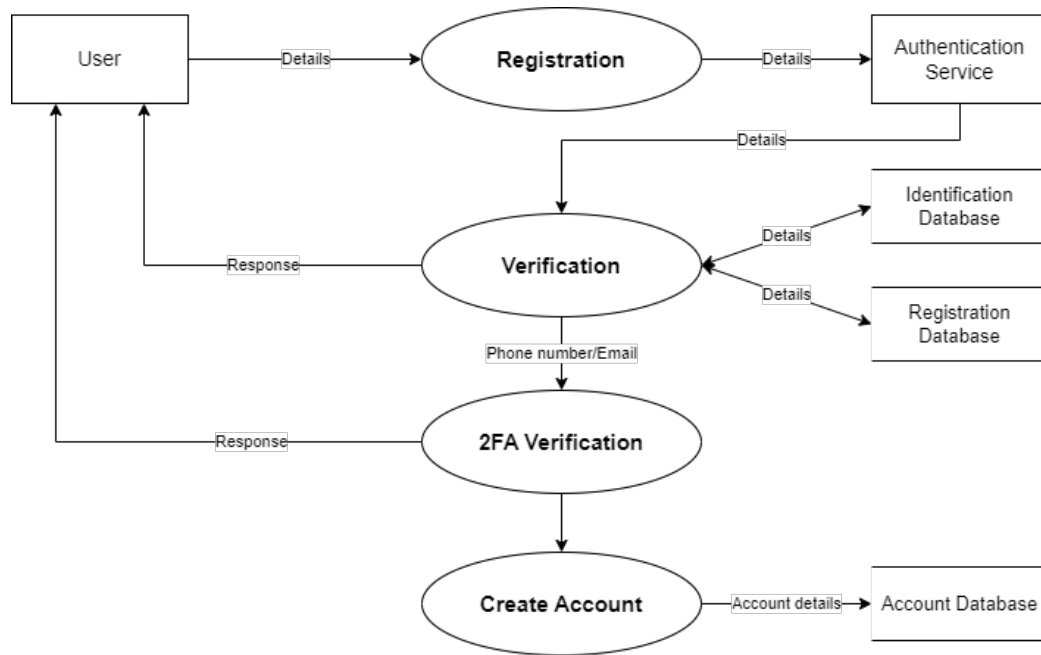 User
Details
Registration
Details
Authentication
Service
Details
Identification
Database
Details
Response
Verification
Details
Registration
Database
Phone number/Email
Response
2FA Verification
Create Account
Account details
Account Database